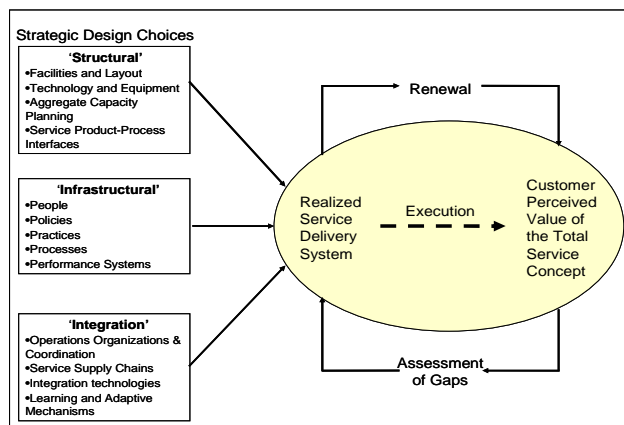 Strategic Design Choices
‘Structural’
•Facilities and Layout
•Technology and Equipment
•Aggregate Capacity
Planning
•Service Product-Process
Interfaces
‘Infrastructural’
•People
•Policies
•Practices
•Processes
•Performance Systems
‘Integration’
•Operations Organizations &
Coordination
•Service Supply Chains
•Integration technologies
•Learning and Adaptive
Mechanisms
Renewal
Realized
Service
Delivery
System
Execution
Customer
Perceived
Value of
the Total
Service
Concept
Assessment
of Gaps